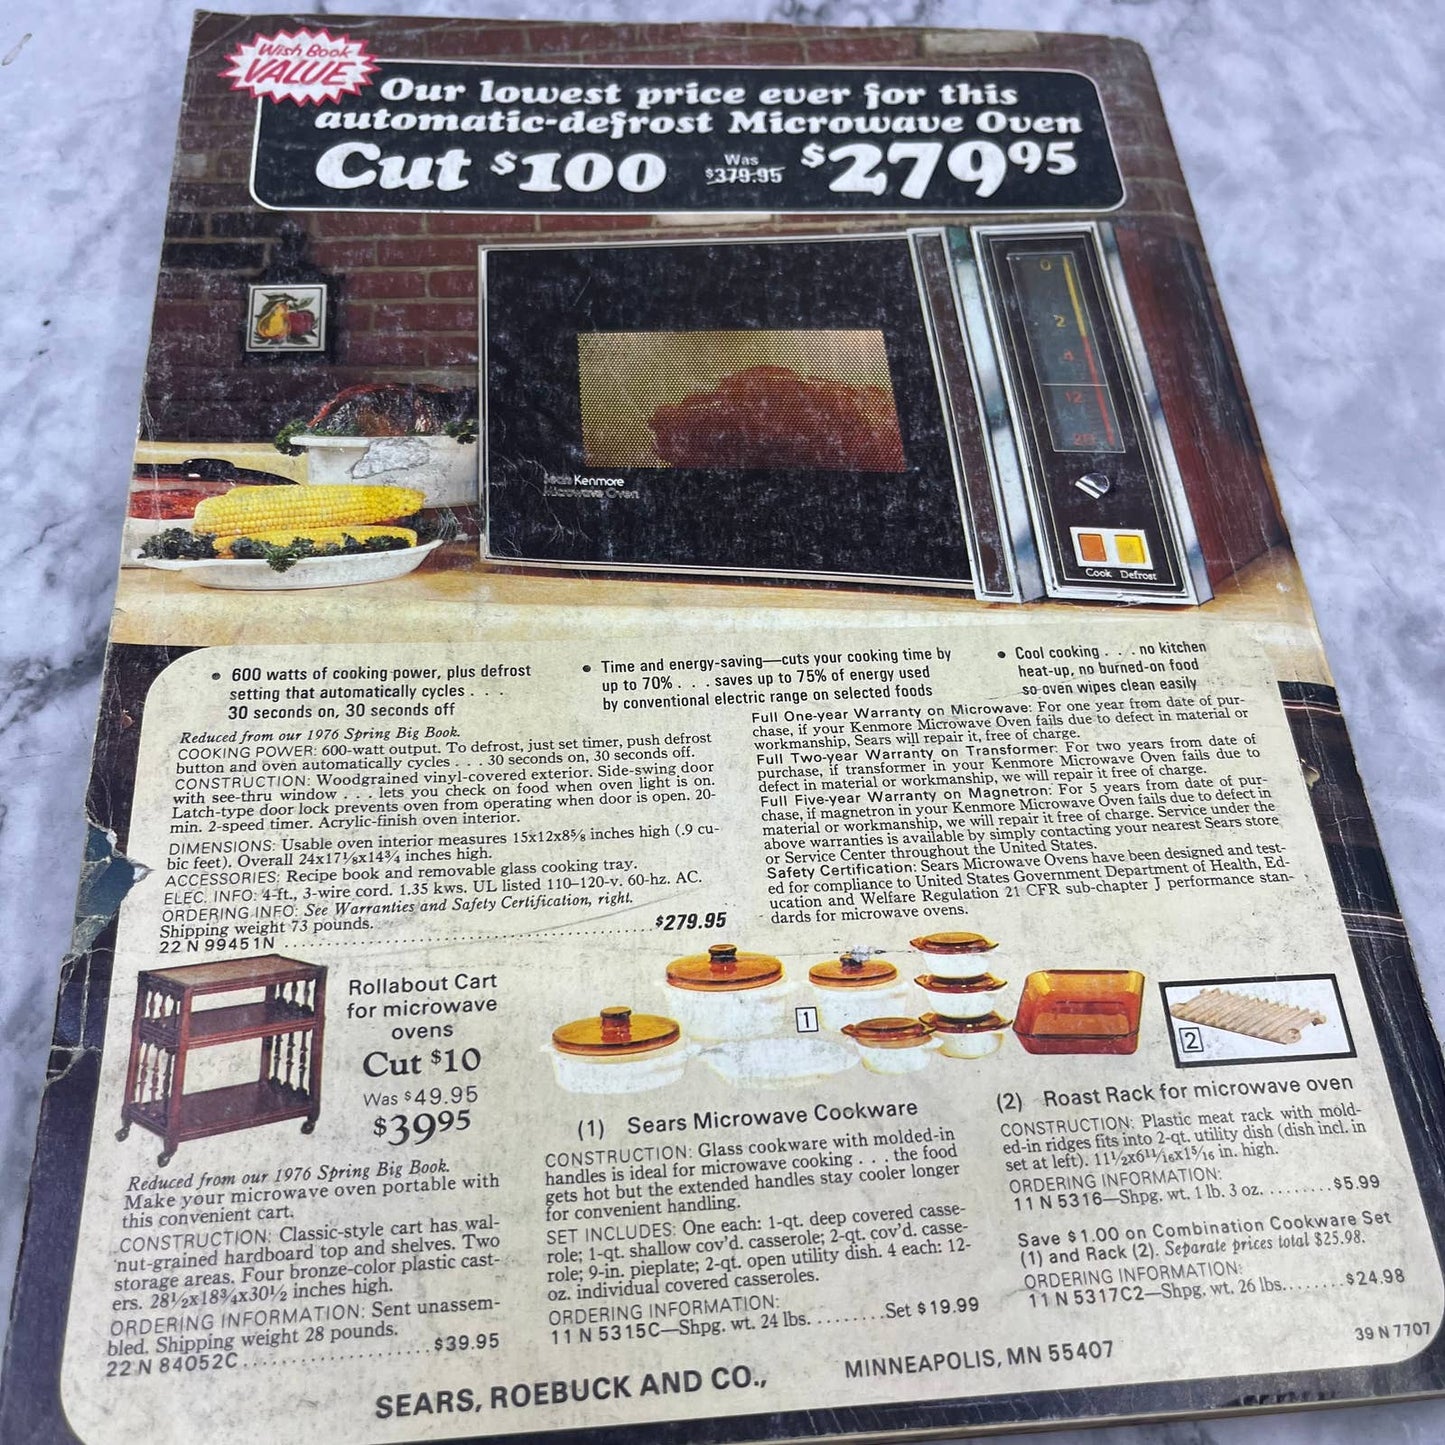 Wish Book
VALUE
Our lowest price ever for this
automatic-defrost Microwave Oven
Cut $100 Was $379.95 $279.95
0
2
4
12
20
Sears Kenmore
Microwave Oven
Cook Defrost
• 600 watts of cooking power, plus defrost
setting that automatically cycles . . .
30 seconds on, 30 seconds off
• Time and energy-saving—cuts your cooking time by
up to 70% . . . saves up to 75% of energy used
by conventional electric range on selected foods
• Cool cooking . . . no kitchen
heat-up, no burned-on food
so oven wipes clean easily
Reduced from our 1976 Spring Big Book.
COOKING POWER: 600-watt output. To defrost, just set timer, push defrost
button and oven automatically cycles . . . 30 seconds on, 30 seconds off.
CONSTRUCTION: Woodgrained vinyl-covered exterior. Side-swing door
with see-thru window . . . lets you check on food when oven light is on.
Latch-type door lock prevents oven from operating when door is open. 20-
min. 2-speed timer. Acrylic-finish oven interior.
DIMENSIONS: Usable oven interior measures 15x12x8⅝ inches high (.9 cu-
bic feet). Overall 24x17⅛x14¾ inches high.
ACCESSORIES: Recipe book and removable glass cooking tray.
ELEC. INFO: 4-ft., 3-wire cord. 1.35 kws. UL listed 110–120-v. 60-hz. AC.
ORDERING INFO: See Warranties and Safety Certification, right.
Shipping weight 73 pounds.
22 N 99451N . . . . . . . . . . $279.95
Full One-year Warranty on Microwave: For one year from date of pur-
chase, if your Kenmore Microwave Oven fails due to defect in material or
workmanship, Sears will repair it, free of charge.
Full Two-year Warranty on Transformer: For two years from date of
purchase, if transformer in your Kenmore Microwave Oven fails due to
defect in material or workmanship, we will repair it free of charge.
Full Five-year Warranty on Magnetron: For 5 years from date of pur-
chase, if magnetron in your Kenmore Microwave Oven fails due to defect in
material or workmanship, we will repair it free of charge. Service under the
above warranties is available by simply contacting your nearest Sears store
or Service Center throughout the United States.
Safety Certification: Sears Microwave Ovens have been designed and test-
ed for compliance to United States Government Department of Health, Ed-
ucation and Welfare Regulation 21 CFR sub-chapter J performance stan-
dards for microwave ovens.
Rollabout Cart
for microwave
ovens
Cut $10
Was $49.95
$39.95
Reduced from our 1976 Spring Big Book.
Make your microwave oven portable with
this convenient cart.
CONSTRUCTION: Classic-style cart has wal-
nut-grained hardboard top and shelves. Two
storage areas. Four bronze-color plastic cast-
ers. 28½x18¾x30½ inches high.
ORDERING INFORMATION: Sent unassem-
bled. Shipping weight 28 pounds.
22 N 84052C . . . . . . . . . . $39.95
1
2
(1) Sears Microwave Cookware
CONSTRUCTION: Glass cookware with molded-in
handles is ideal for microwave cooking . . . the food
gets hot but the extended handles stay cooler longer
for convenient handling.
SET INCLUDES: One each: 1-qt. deep covered casse-
role; 1-qt. shallow cov'd. casserole; 2-qt. cov'd. casse-
role; 9-in. pieplate; 2-qt. open utility dish. 4 each: 12-
oz. individual covered casseroles.
ORDERING INFORMATION:
11 N 5315C—Shpg. wt. 24 lbs. . . . . . . . . Set $19.99
(2) Roast Rack for microwave oven
CONSTRUCTION: Plastic meat rack with mold-
ed-in ridges fits into 2-qt. utility dish (dish incl. in
set at left). 11½x6¹¹⁄₁₆x1⁵⁄₁₆ in. high.
ORDERING INFORMATION:
11 N 5316—Shpg. wt. 1 lb. 3 oz. . . . . . . . . $5.99
Save $1.00 on Combination Cookware Set
(1) and Rack (2). Separate prices total $25.98.
ORDERING INFORMATION:
11 N 5317C2—Shpg. wt. 26 lbs. . . . . . . . $24.98
39 N 7707
SEARS, ROEBUCK AND CO., MINNEAPOLIS, MN 55407